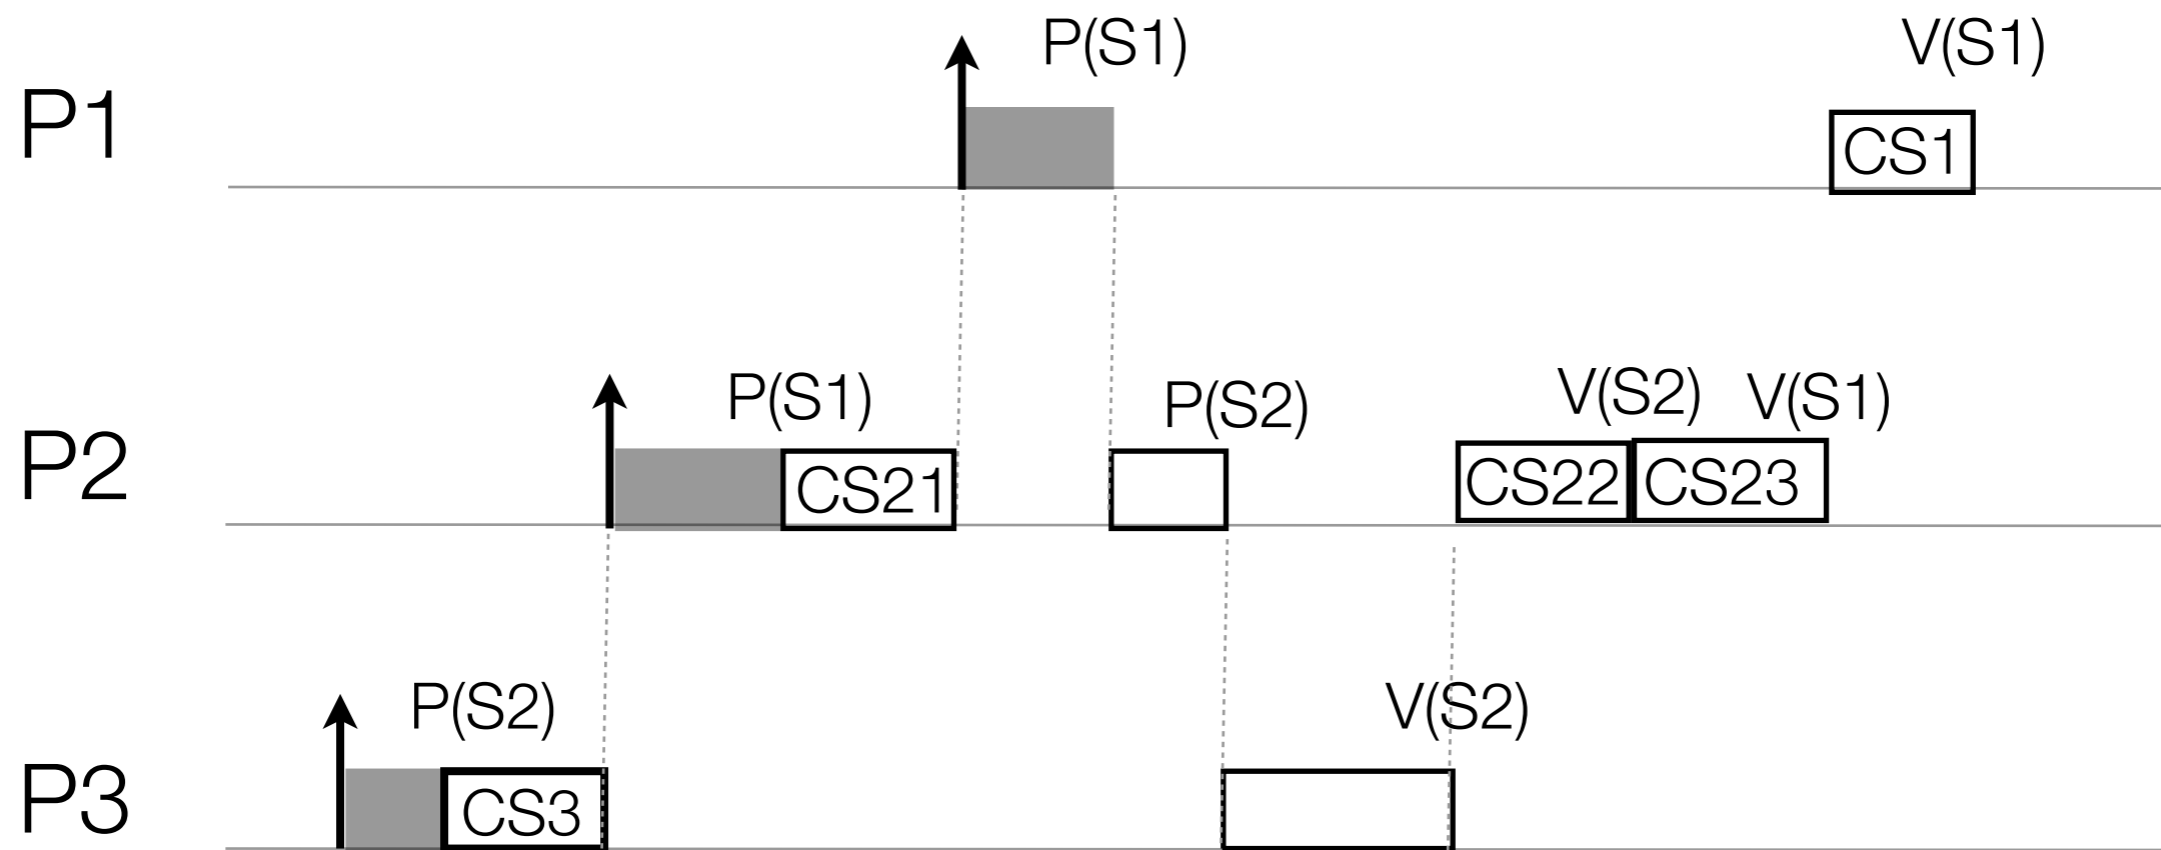 P(S1) V(S1)
P1 CS1
P(S1) P(S2) V(S2) V(S1)
P2 CS21 CS22 CS23
P(S2) V(S2)
P3 CS3